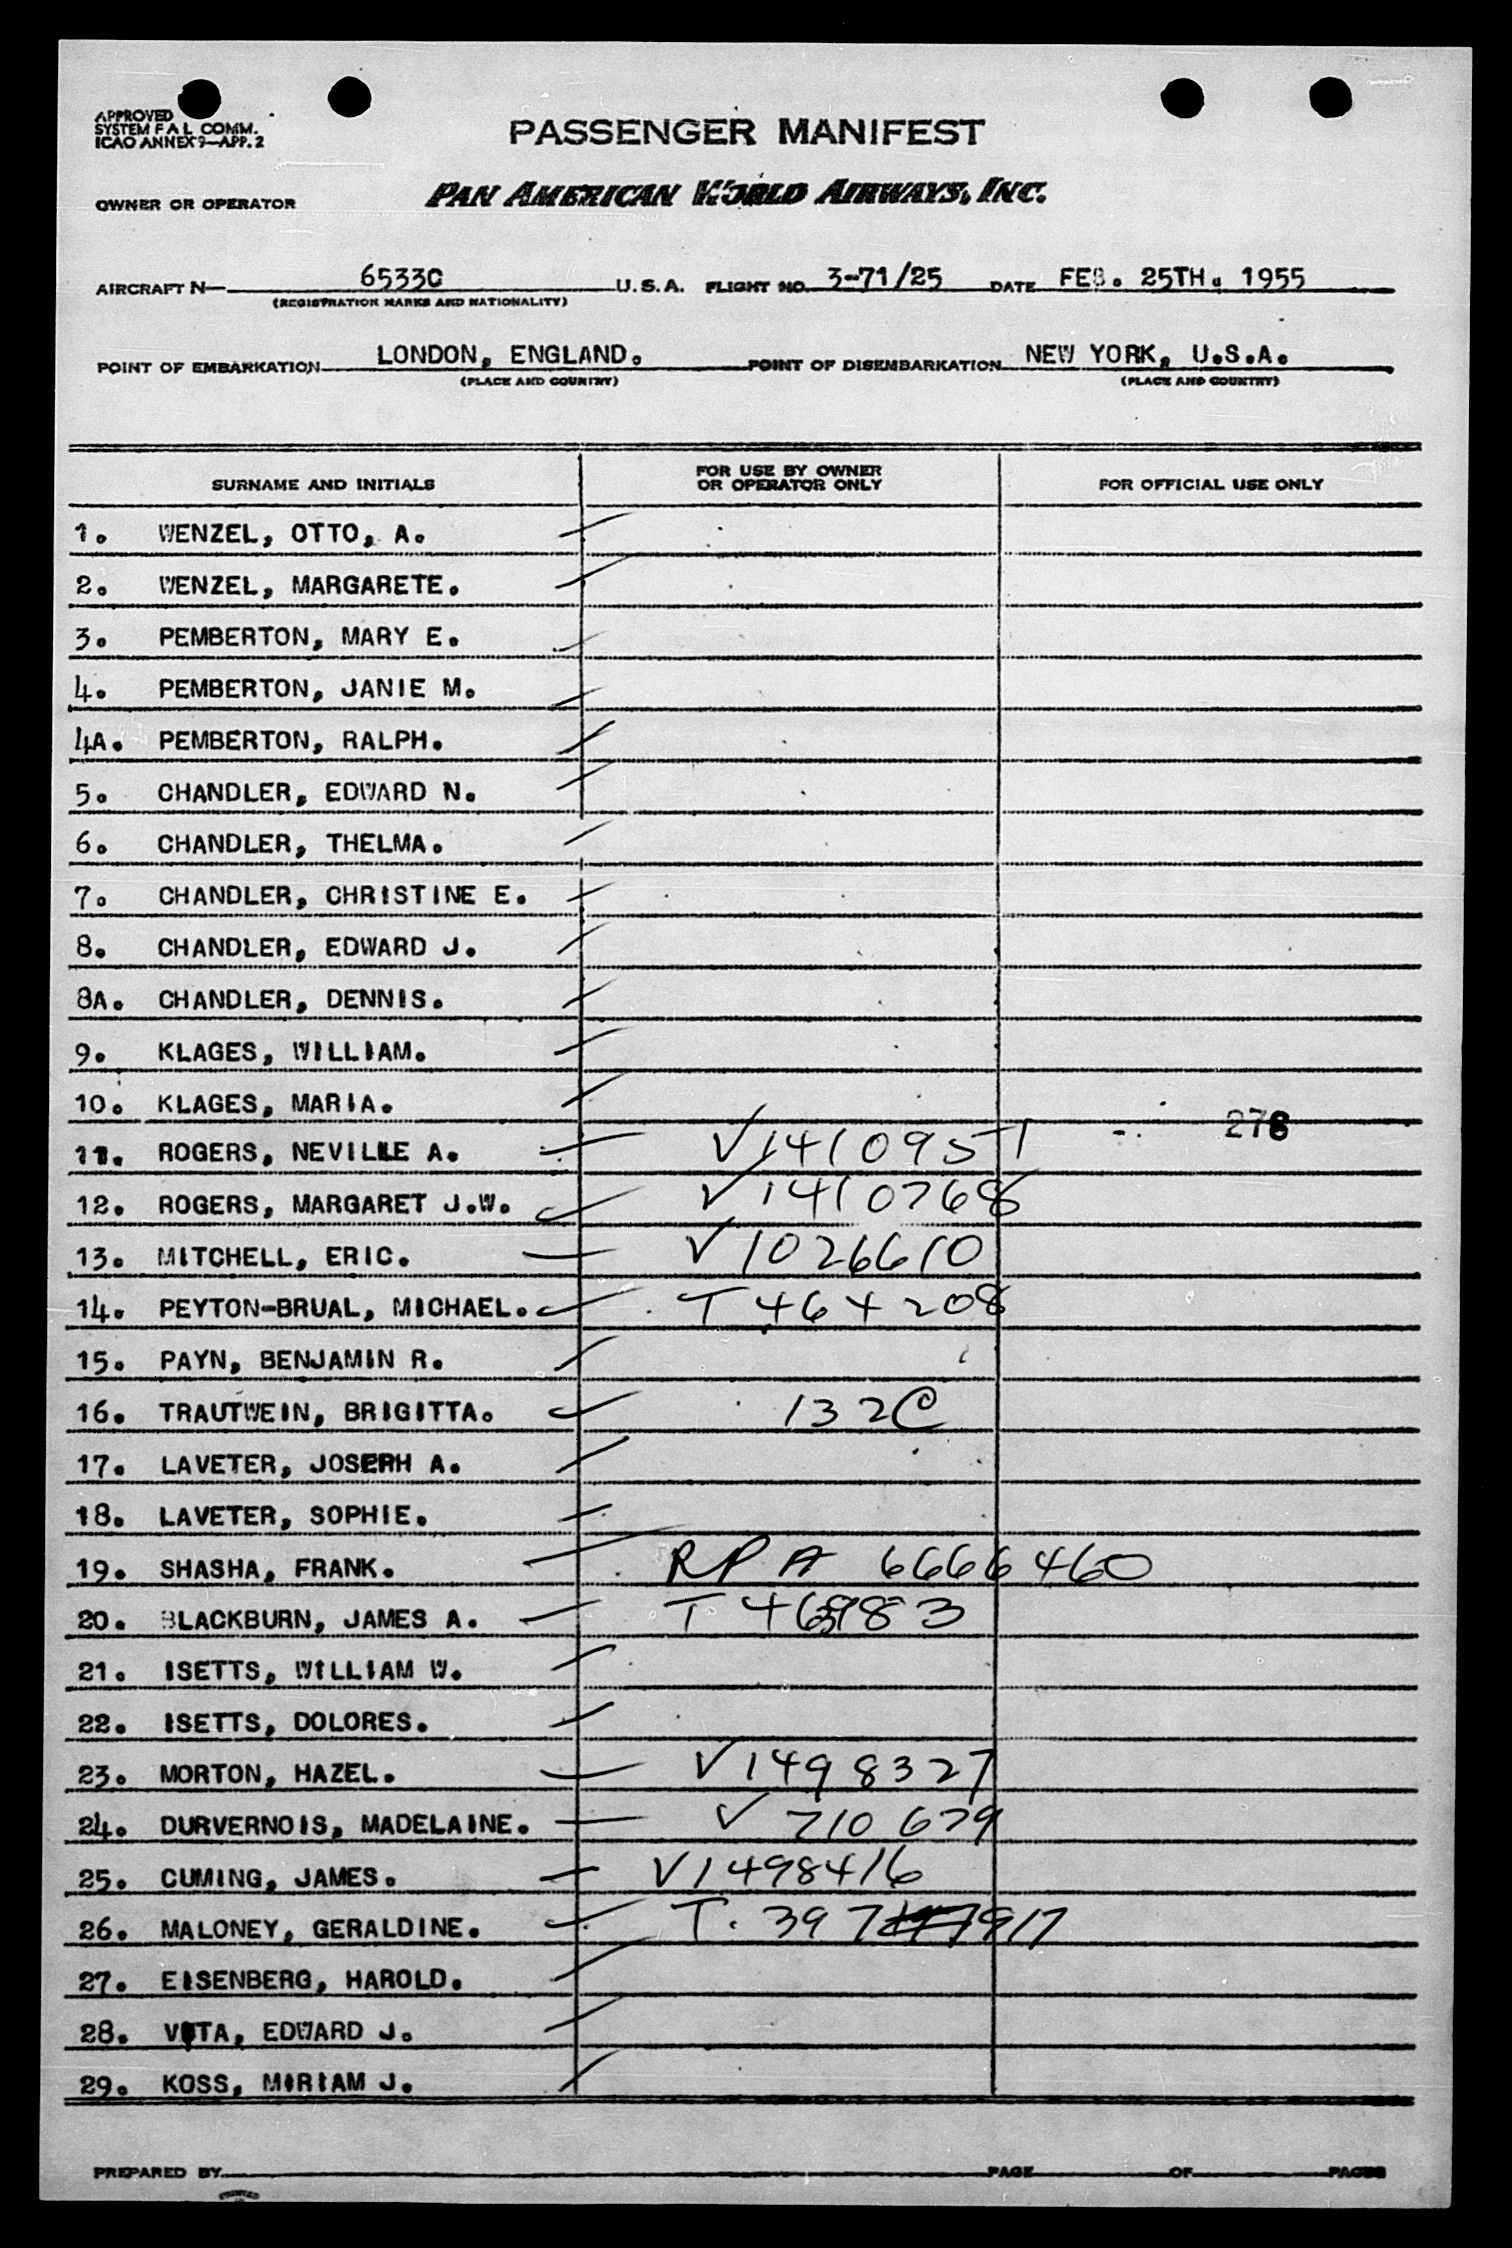 APPROVED
SYSTEM F A L COMM.
ICAO ANNEX 9—APP. 2
PASSENGER MANIFEST
OWNER OR OPERATOR PAN AMERICAN WORLD AIRWAYS, INC.
AIRCRAFT N— 6533C U. S. A. FLIGHT NO. 3-71/25 DATE FEB. 25TH. 1955
(REGISTRATION MARKS AND NATIONALITY)
POINT OF EMBARKATION LONDON, ENGLAND. POINT OF DISEMBARKATION NEW YORK, U.S.A.
(PLACE AND COUNTRY) (PLACE AND COUNTRY)
SURNAME AND INITIALS FOR USE BY OWNER OR OPERATOR ONLY FOR OFFICIAL USE ONLY
1. WENZEL, OTTO, A.
2. WENZEL, MARGARETE.
3. PEMBERTON, MARY E.
4. PEMBERTON, JANIE M.
4A. PEMBERTON, RALPH.
5. CHANDLER, EDWARD N.
6. CHANDLER, THELMA.
7. CHANDLER, CHRISTINE E.
8. CHANDLER, EDWARD J.
8A. CHANDLER, DENNIS.
9. KLAGES, WILLIAM.
10. KLAGES, MARIA.
276
11. ROGERS, NEVILLE A. V1410951
12. ROGERS, MARGARET J.W. V1410768
13. MITCHELL, ERIC. V1026610
14. PEYTON-BRUAL, MICHAEL. T464208
15. PAYN, BENJAMIN R.
16. TRAUTWEIN, BRIGITTA. 132C
17. LAVETER, JOSEPH A.
18. LAVETER, SOPHIE.
19. SHASHA, FRANK. RPA 6666460
20. BLACKBURN, JAMES A.
21. ISETTS, WILLIAM W.
22. ISETTS, DOLORES.
23. MORTON, HAZEL. V1498327
24. DURVERNOIS, MADELAINE. V 710679
25. CUMING, JAMES. V1498416
26. MALONEY, GERALDINE. T. 397 917
27. EISENBERG, HAROLD.
28. VOTA, EDWARD J.
29. KOSS, MIRIAM J.
PREPARED BY PAGE OF PAGES